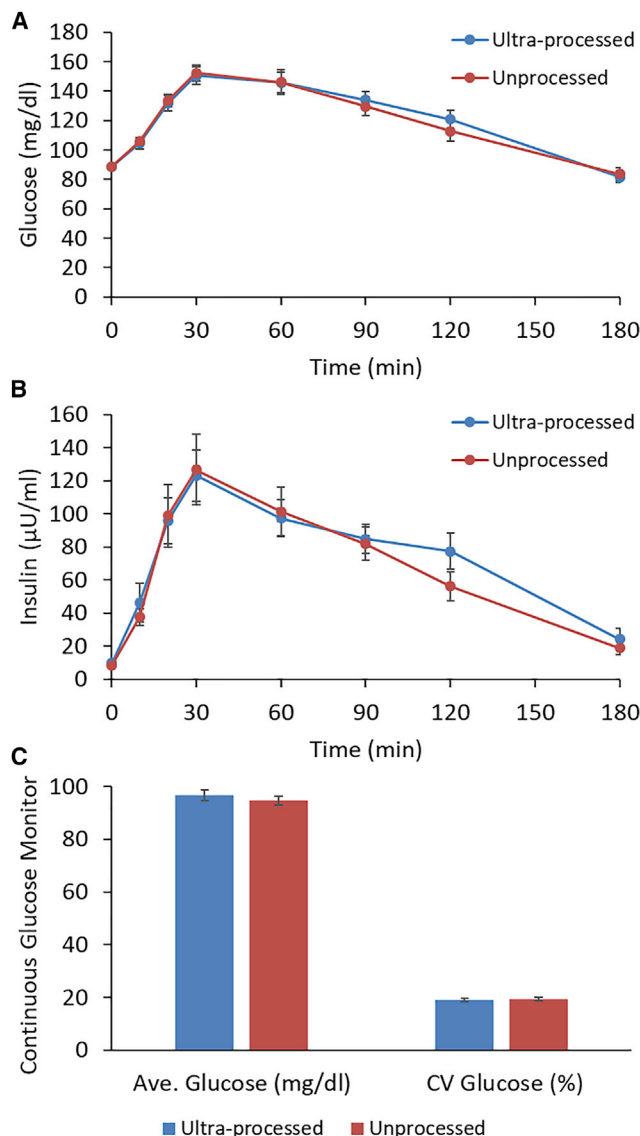 A
180
160
140
120
100
80
60
40
20
0
Glucose (mg/dl)
Ultra-processed
Unprocessed
0 30 60 90 120 150 180
Time (min)
B
160
140
120
100
80
60
40
20
0
Insulin (µU/ml)
Ultra-processed
Unprocessed
0 30 60 90 120 150 180
Time (min)
C
100
80
60
40
20
0
Continuous Glucose Monitor
Ave. Glucose (mg/dl) CV Glucose (%)
Ultra-processed Unprocessed